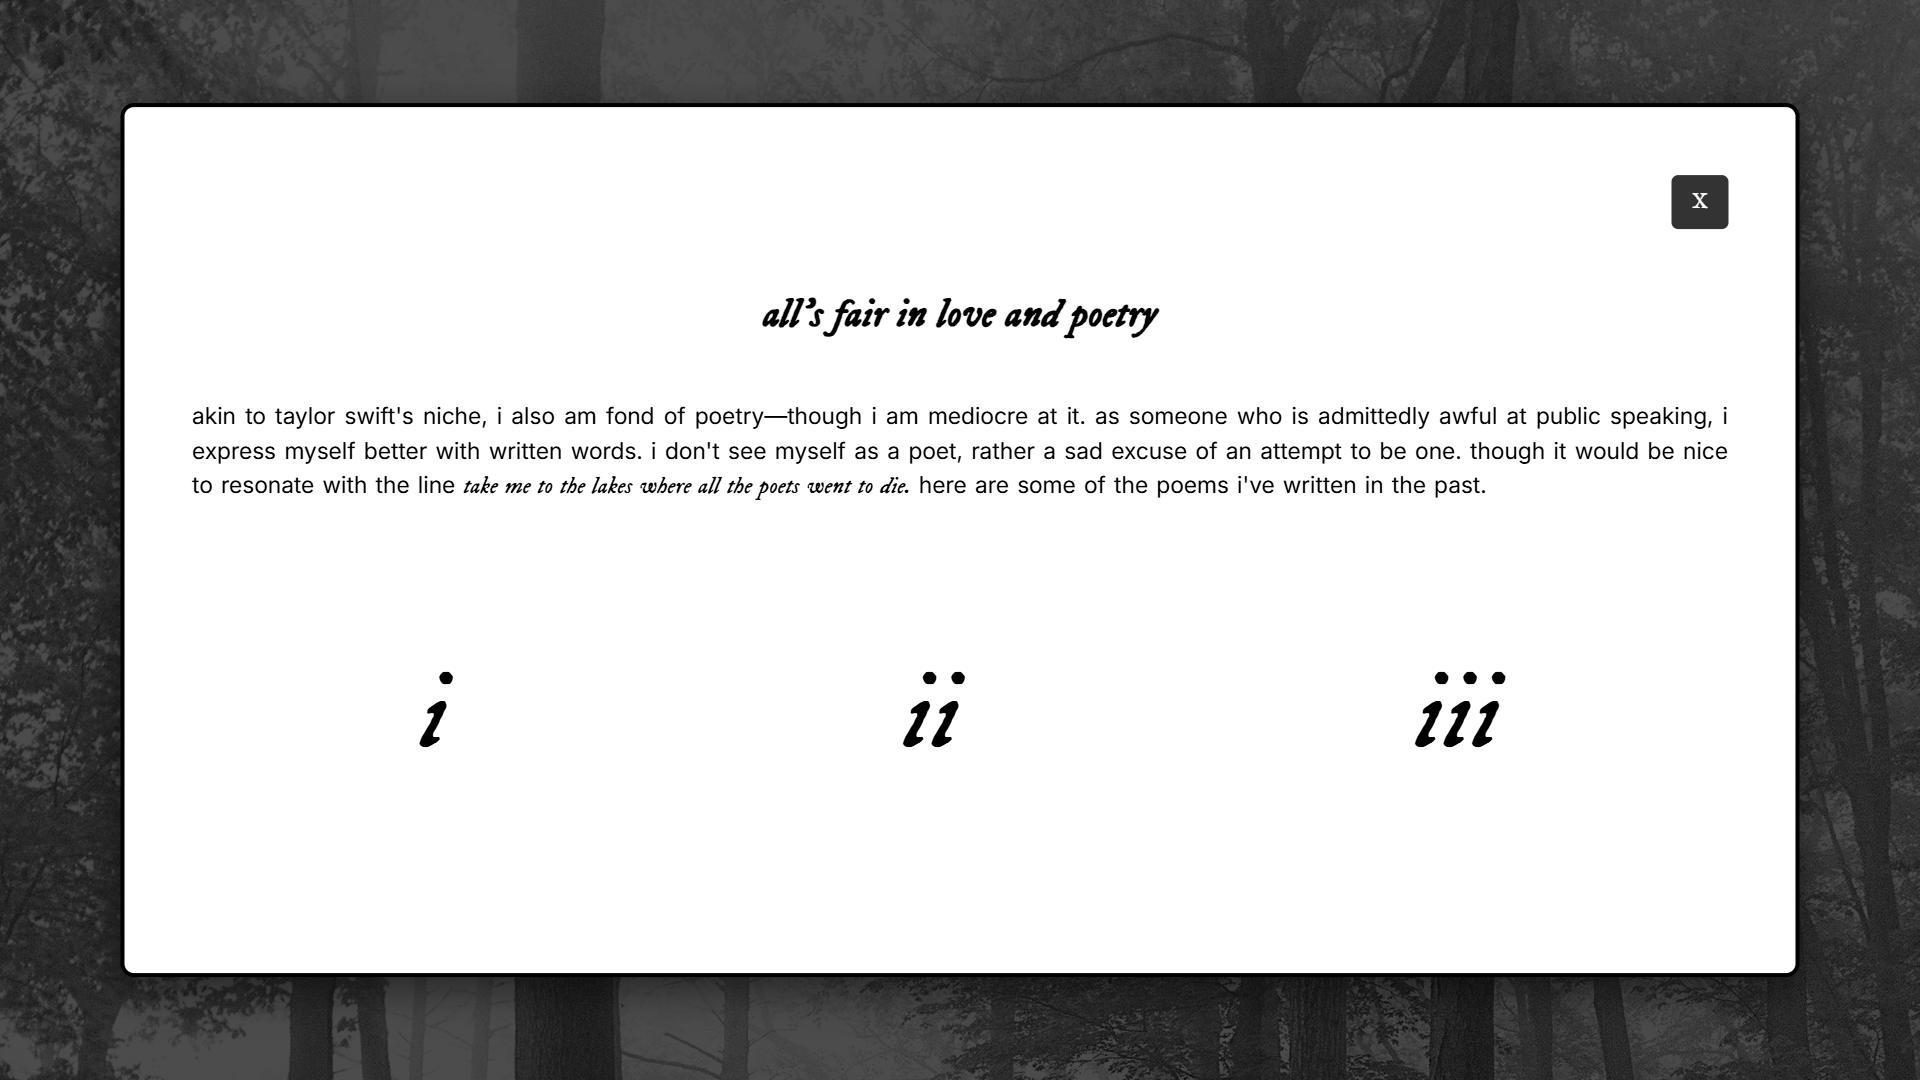 x
all’s fair in love and poetry
akin to taylor swift's niche, i also am fond of poetry—though i am mediocre at it. as someone who is admittedly awful at public speaking, i
express myself better with written words. i don't see myself as a poet, rather a sad excuse of an attempt to be one. though it would be nice
to resonate with the line take me to the lakes where all the poets went to die. here are some of the poems i've written in the past.
i ii iii